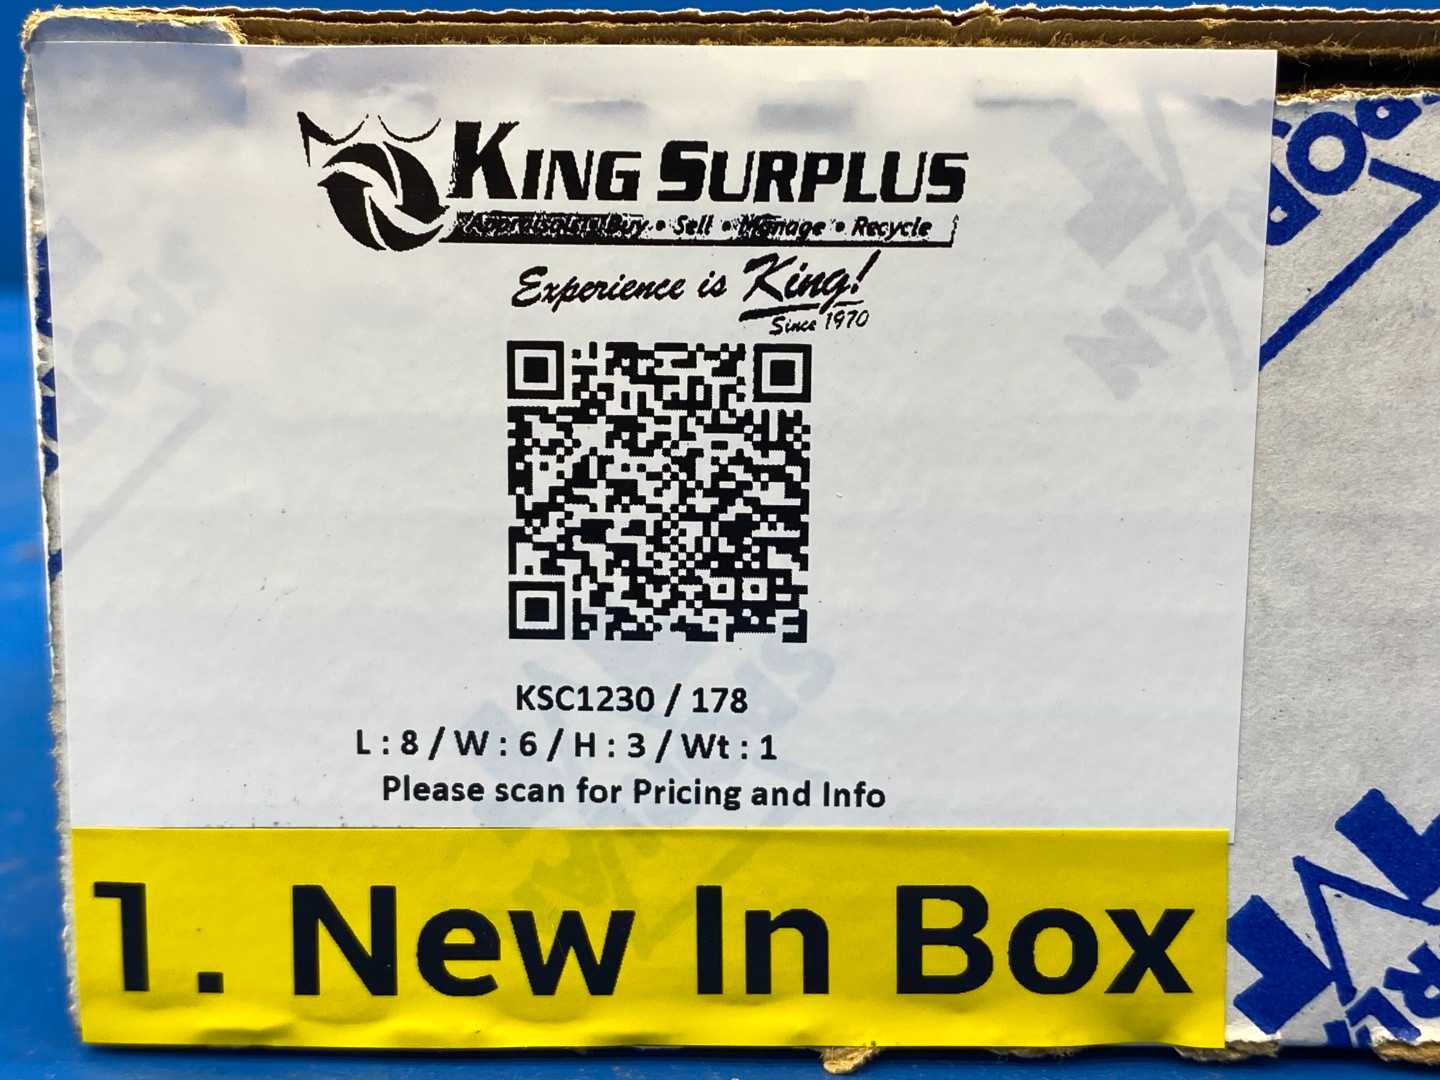 KING SURPLUS
Appraisals • Buy • Sell • Manage • Recycle
Experience is King!
Since 1970
KSC1230 / 178
L : 8 / W : 6 / H : 3 / Wt : 1
Please scan for Pricing and Info
1. New In Box